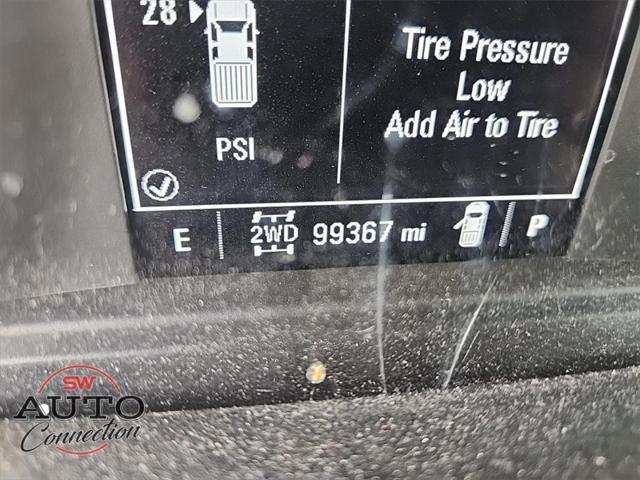 28
Tire Pressure
Low
Add Air to Tire
PSI
E 2WD 99367 mi P
SW
AUTO
Connection